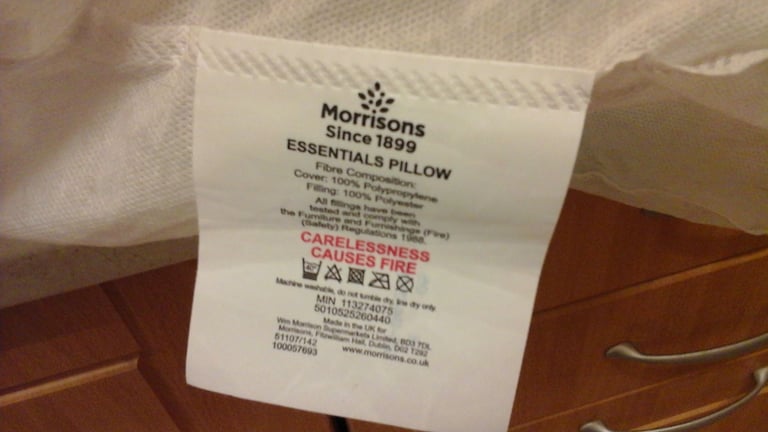 Morrisons
Since 1899
ESSENTIALS PILLOW
Fibre Composition:
Cover: 100% Polypropylene
Filling: 100% Polyester
All fillings have been
tested and comply with
the Furniture and Furnishings (Fire)
(Safety) Regulations 1988.
CARELESSNESS
CAUSES FIRE
40°
Machine washable, do not tumble dry, line dry only.
MIN 113274075
5010525260440
Made in the UK for
Wm Morrison Supermarkets Limited, BD3 7DL
Morrisons, Fitzwilliam Hall, Dublin, D02 T292
51107/142 www.morrisons.co.uk
100057693